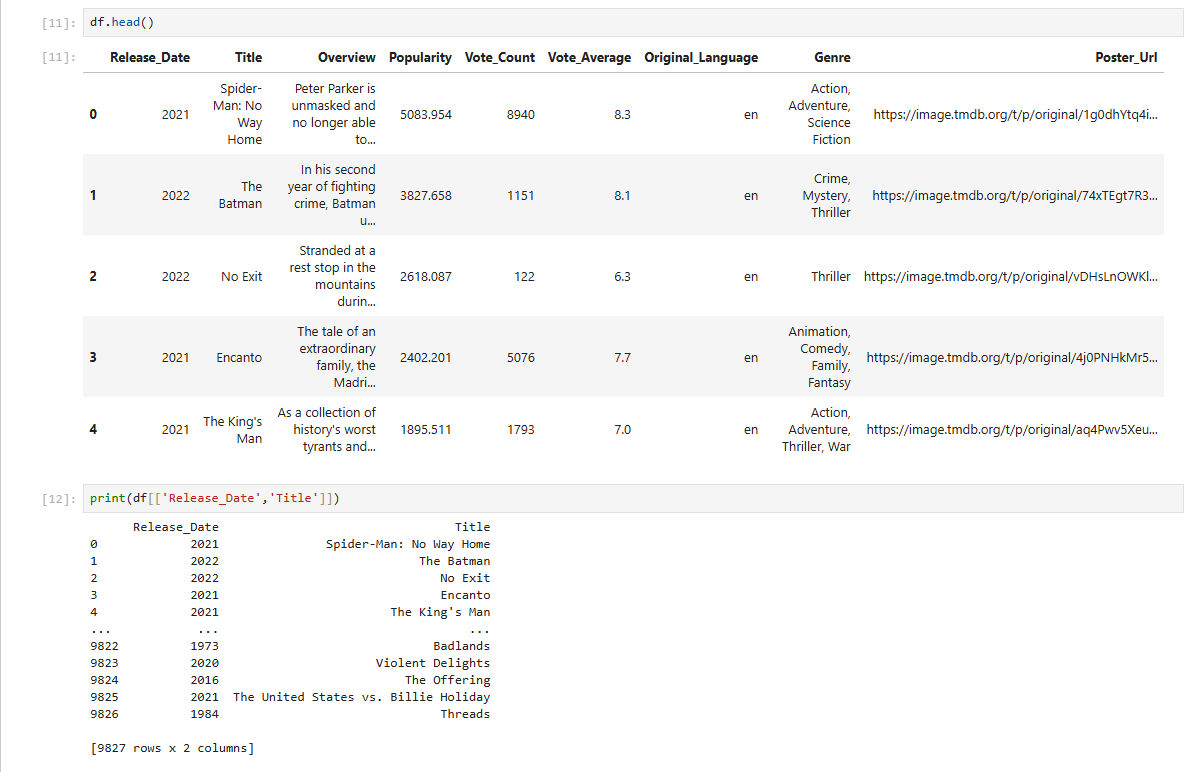 [11]: df.head()
[11]: Release_Date Title Overview Popularity Vote_Count Vote_Average Original_Language Genre Poster_Url
0 2021 Spider-Man: No Way Home Peter Parker is unmasked and no longer able to... 5083.954 8940 8.3 en Action, Adventure, Science Fiction https://image.tmdb.org/t/p/original/1g0dhYtq4i...
1 2022 The Batman In his second year of fighting crime, Batman u... 3827.658 1151 8.1 en Crime, Mystery, Thriller https://image.tmdb.org/t/p/original/74xTEgt7R3...
2 2022 No Exit Stranded at a rest stop in the mountains durin... 2618.087 122 6.3 en Thriller https://image.tmdb.org/t/p/original/vDHsLnOWKl...
3 2021 Encanto The tale of an extraordinary family, the Madri... 2402.201 5076 7.7 en Animation, Comedy, Family, Fantasy https://image.tmdb.org/t/p/original/4j0PNHkMr5...
4 2021 The King's Man As a collection of history's worst tyrants and... 1895.511 1793 7.0 en Action, Adventure, Thriller, War https://image.tmdb.org/t/p/original/aq4Pwv5Xeu...
[12]: print(df[['Release_Date','Title']])
Release_Date Title
0 2021 Spider-Man: No Way Home
1 2022 The Batman
2 2022 No Exit
3 2021 Encanto
4 2021 The King's Man
... ... ...
9822 1973 Badlands
9823 2020 Violent Delights
9824 2016 The Offering
9825 2021 The United States vs. Billie Holiday
9826 1984 Threads
[9827 rows x 2 columns]